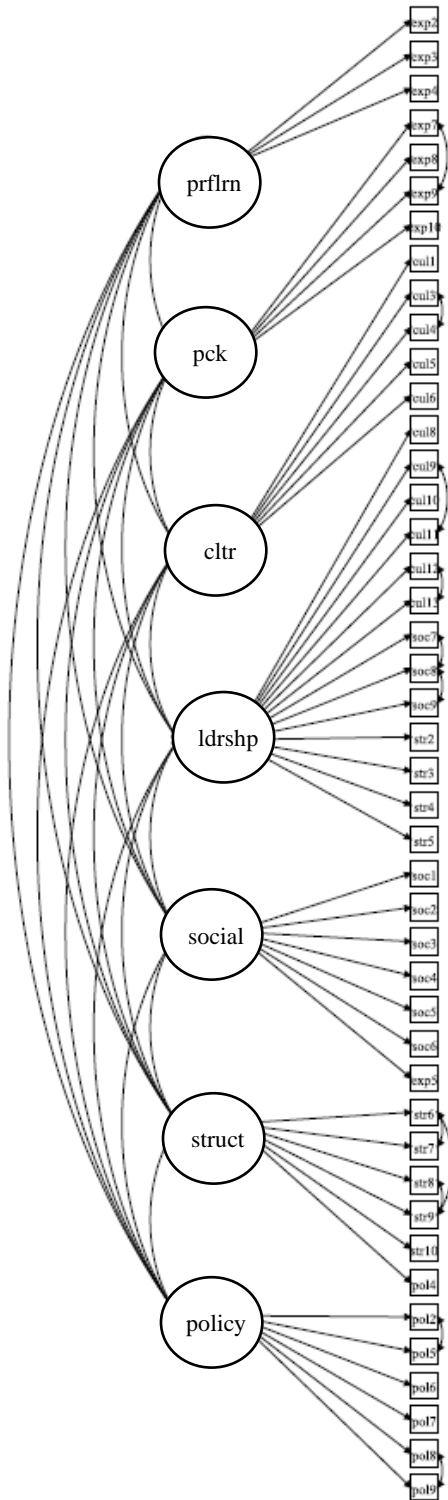 exp2
exp3
exp4
exp7
prflrn
exp8
exp9
exp10
cul1
cul3
cul4
pck
cul5
cul6
cul8
cul9
cul10
cul11
cltr
cul12
cul13
soc7
soc8
soc9
str2
ldrshp
str3
str4
str5
soc1
soc2
social
soc3
soc4
soc5
soc6
exp5
str6
str7
struct
str8
str9
str10
pol4
pol2
policy
pol5
pol6
pol7
pol8
pol9